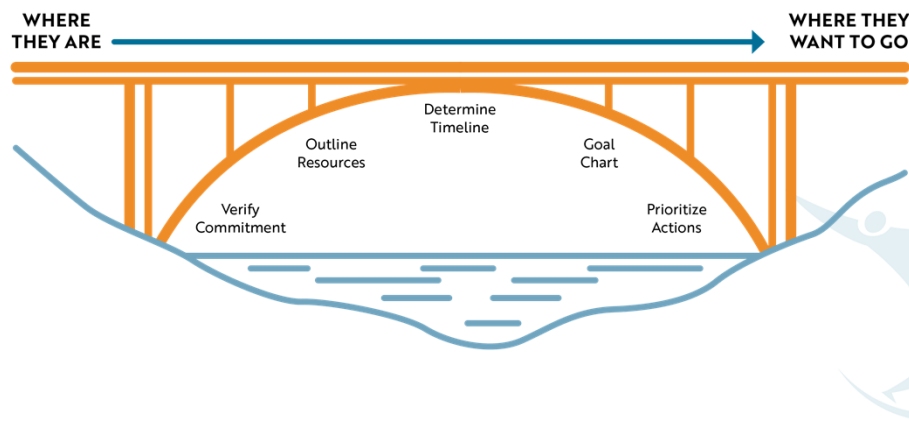 WHERE
THEY ARE
WHERE THEY
WANT TO GO
Determine
Timeline
Outline
Resources
Goal
Chart
Verify
Commitment
Prioritize
Actions